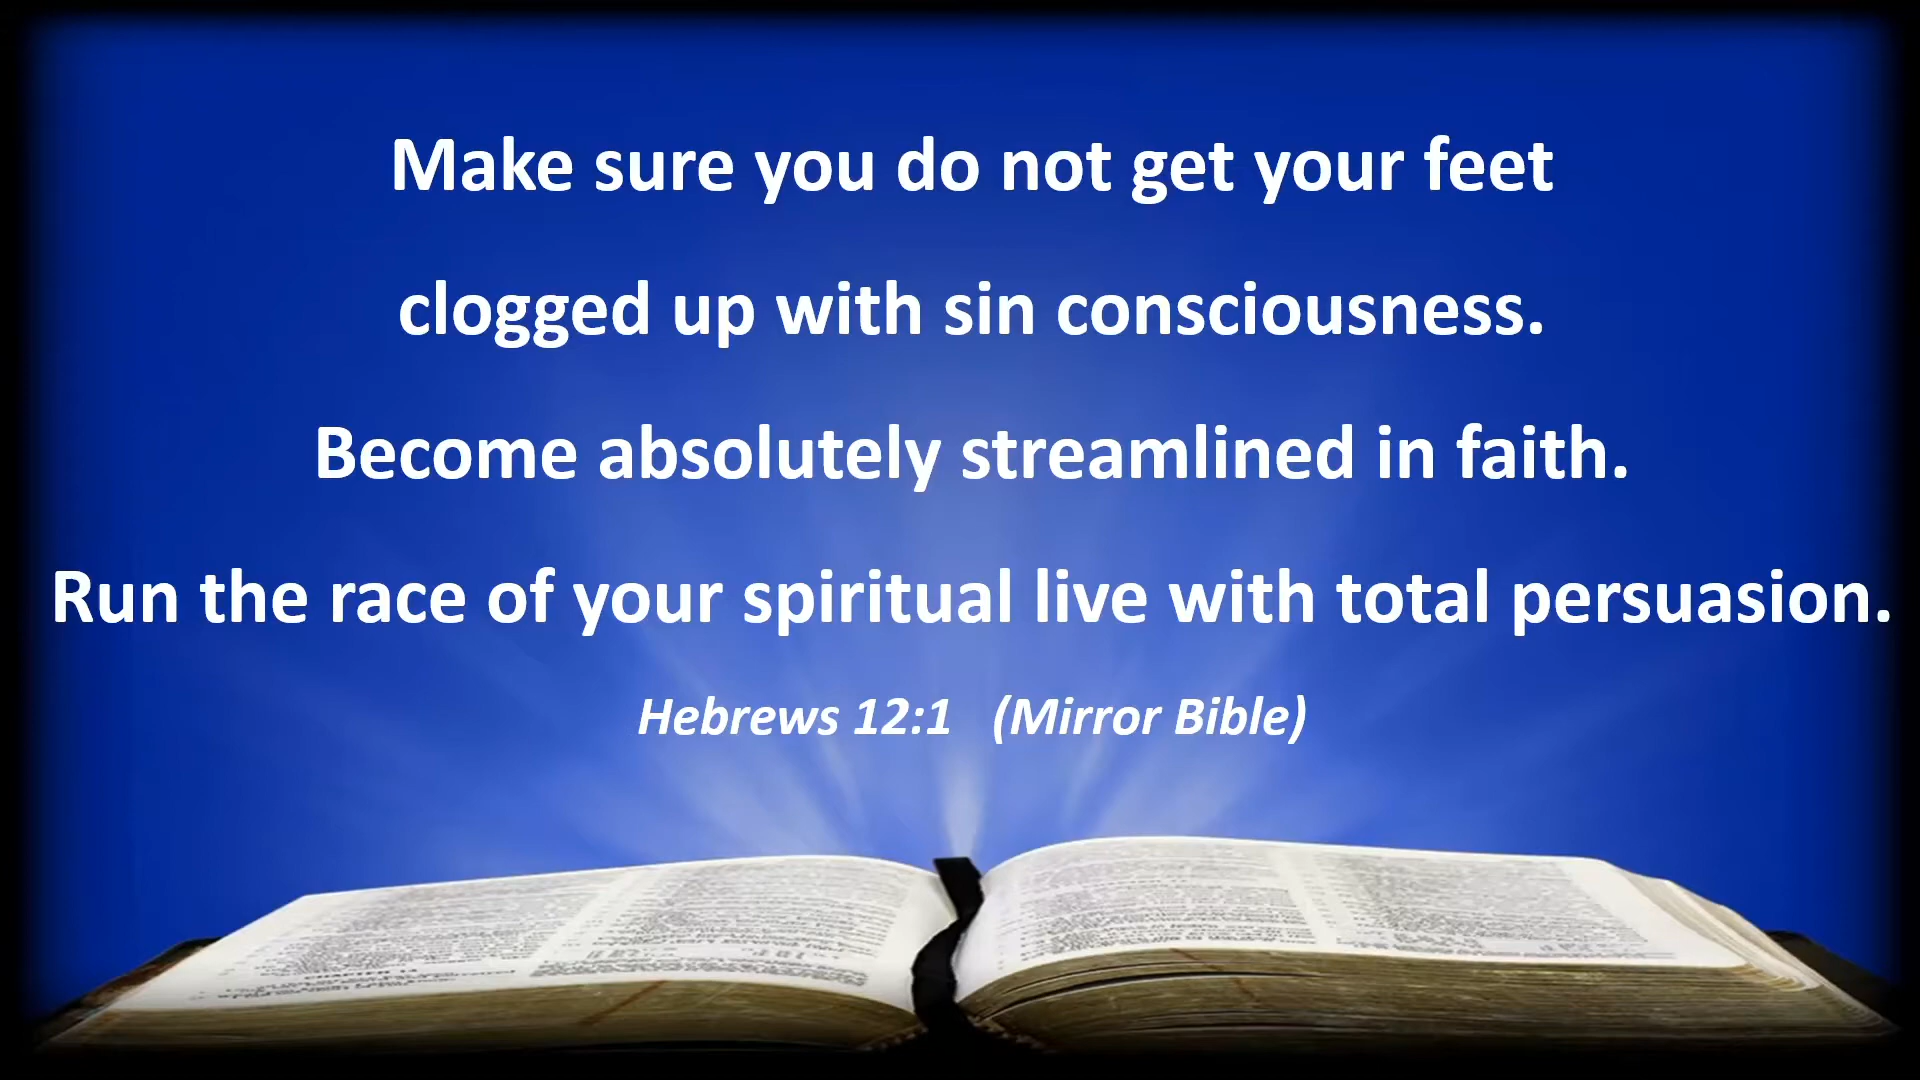 Make sure you do not get your feet
clogged up with sin consciousness.
Become absolutely streamlined in faith.
Run the race of your spiritual live with total persuasion.
Hebrews 12:1 (Mirror Bible)